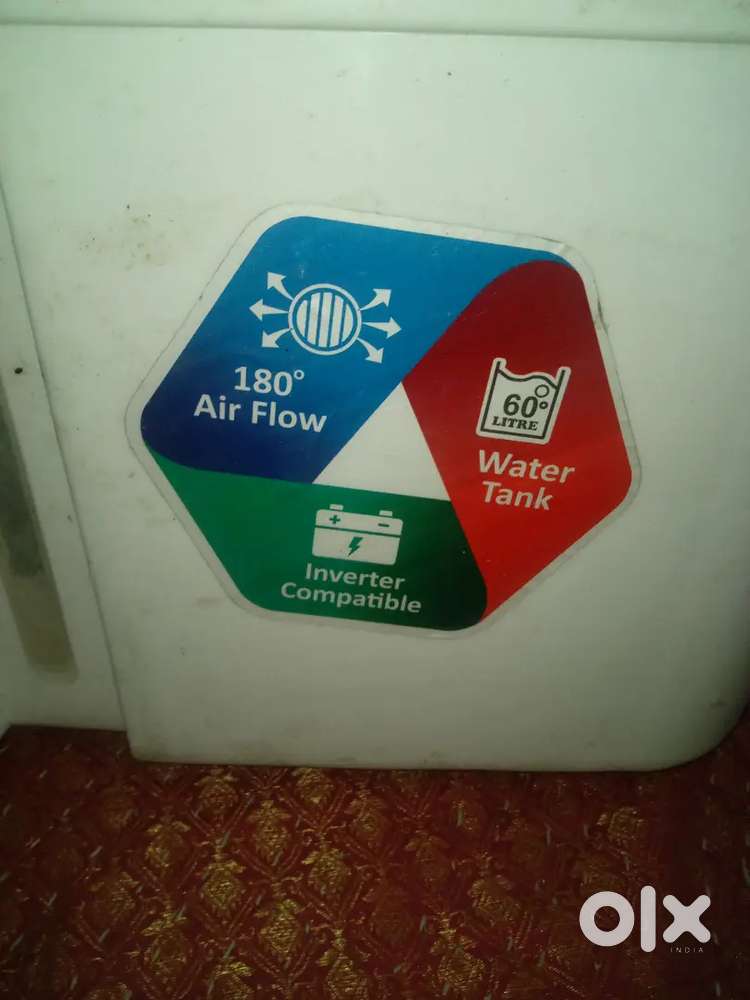 180°
Air Flow
60°
LITRE
Water
Tank
Inverter
Compatible
olx
INDIA